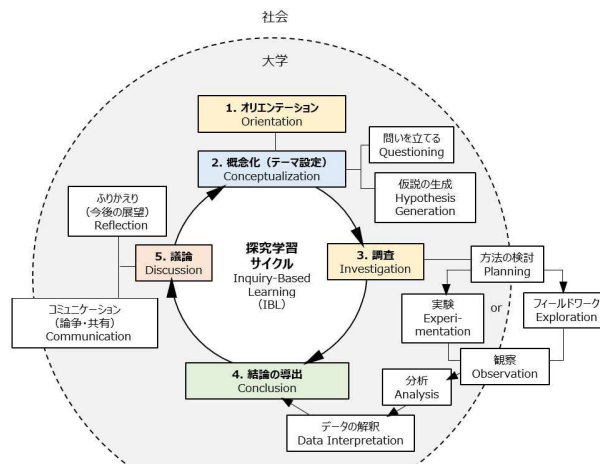 社会
大学
1. オリエンテーション
Orientation
2. 概念化（テーマ設定）
Conceptualization
問いを立てる
Questioning
仮説の生成
Hypothesis
Generation
ふりかえり
（今後の展望）
Reflection
5. 議論
Discussion
探究学習
サイクル
Inquiry-Based
Learning
（IBL）
3. 調査
Investigation
方法の検討
Planning
実験
Experi-
mentation
or
フィールドワーク
Exploration
コミュニケーション
（論争・共有）
Communication
観察
Observation
4. 結論の導出
Conclusion
分析
Analysis
データの解釈
Data Interpretation